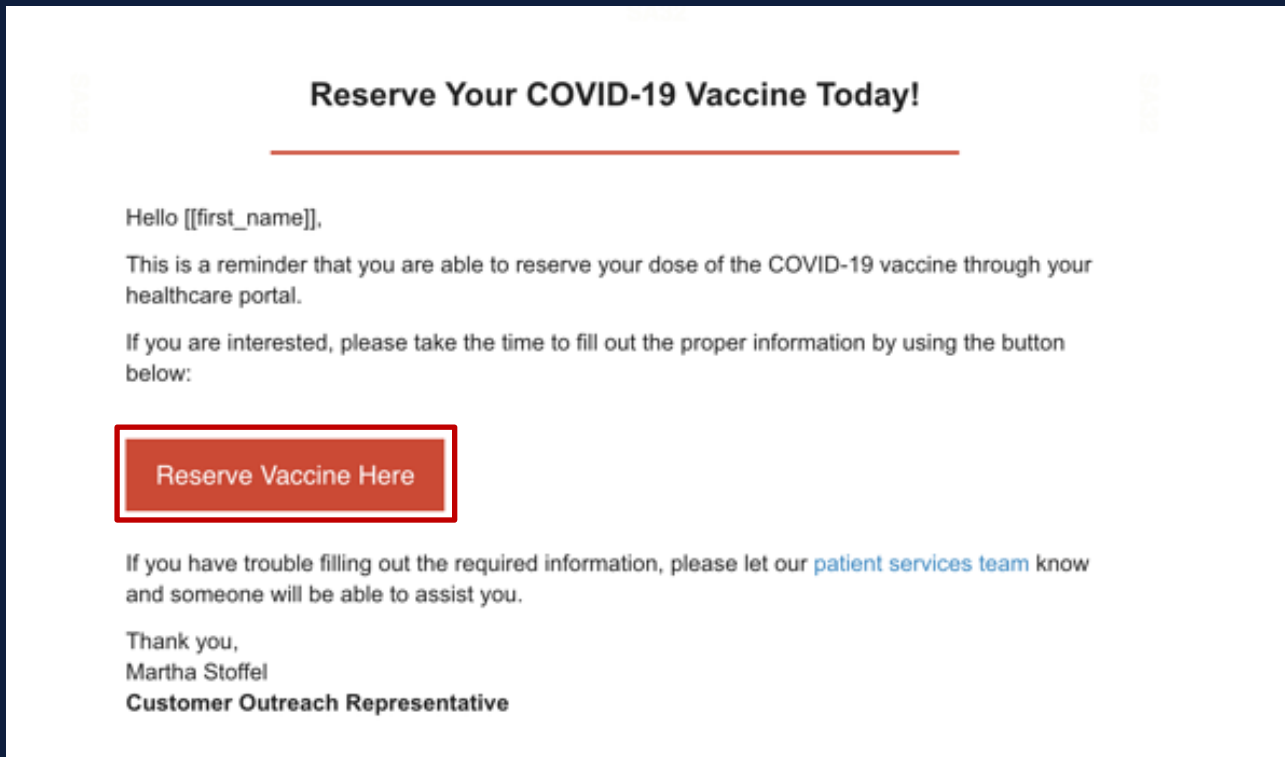 Reserve Your COVID-19 Vaccine Today!
Hello [[first_name]],
This is a reminder that you are able to reserve your dose of the COVID-19 vaccine through your
healthcare portal.
If you are interested, please take the time to fill out the proper information by using the button
below:
Reserve Vaccine Here
If you have trouble filling out the required information, please let our patient services team know
and someone will be able to assist you.
Thank you,
Martha Stoffel
Customer Outreach Representative